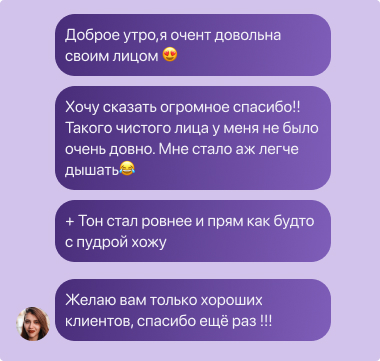 Доброе утро,я очент довольна
своим лицом 😍
Хочу сказать огромное спасибо!!
Такого чистого лица у меня не было
очень довно. Мне стало аж легче
дышать😂
+ Тон стал ровнее и прям как будто
с пудрой хожу
Желаю вам только хороших
клиентов, спасибо ещё раз !!!